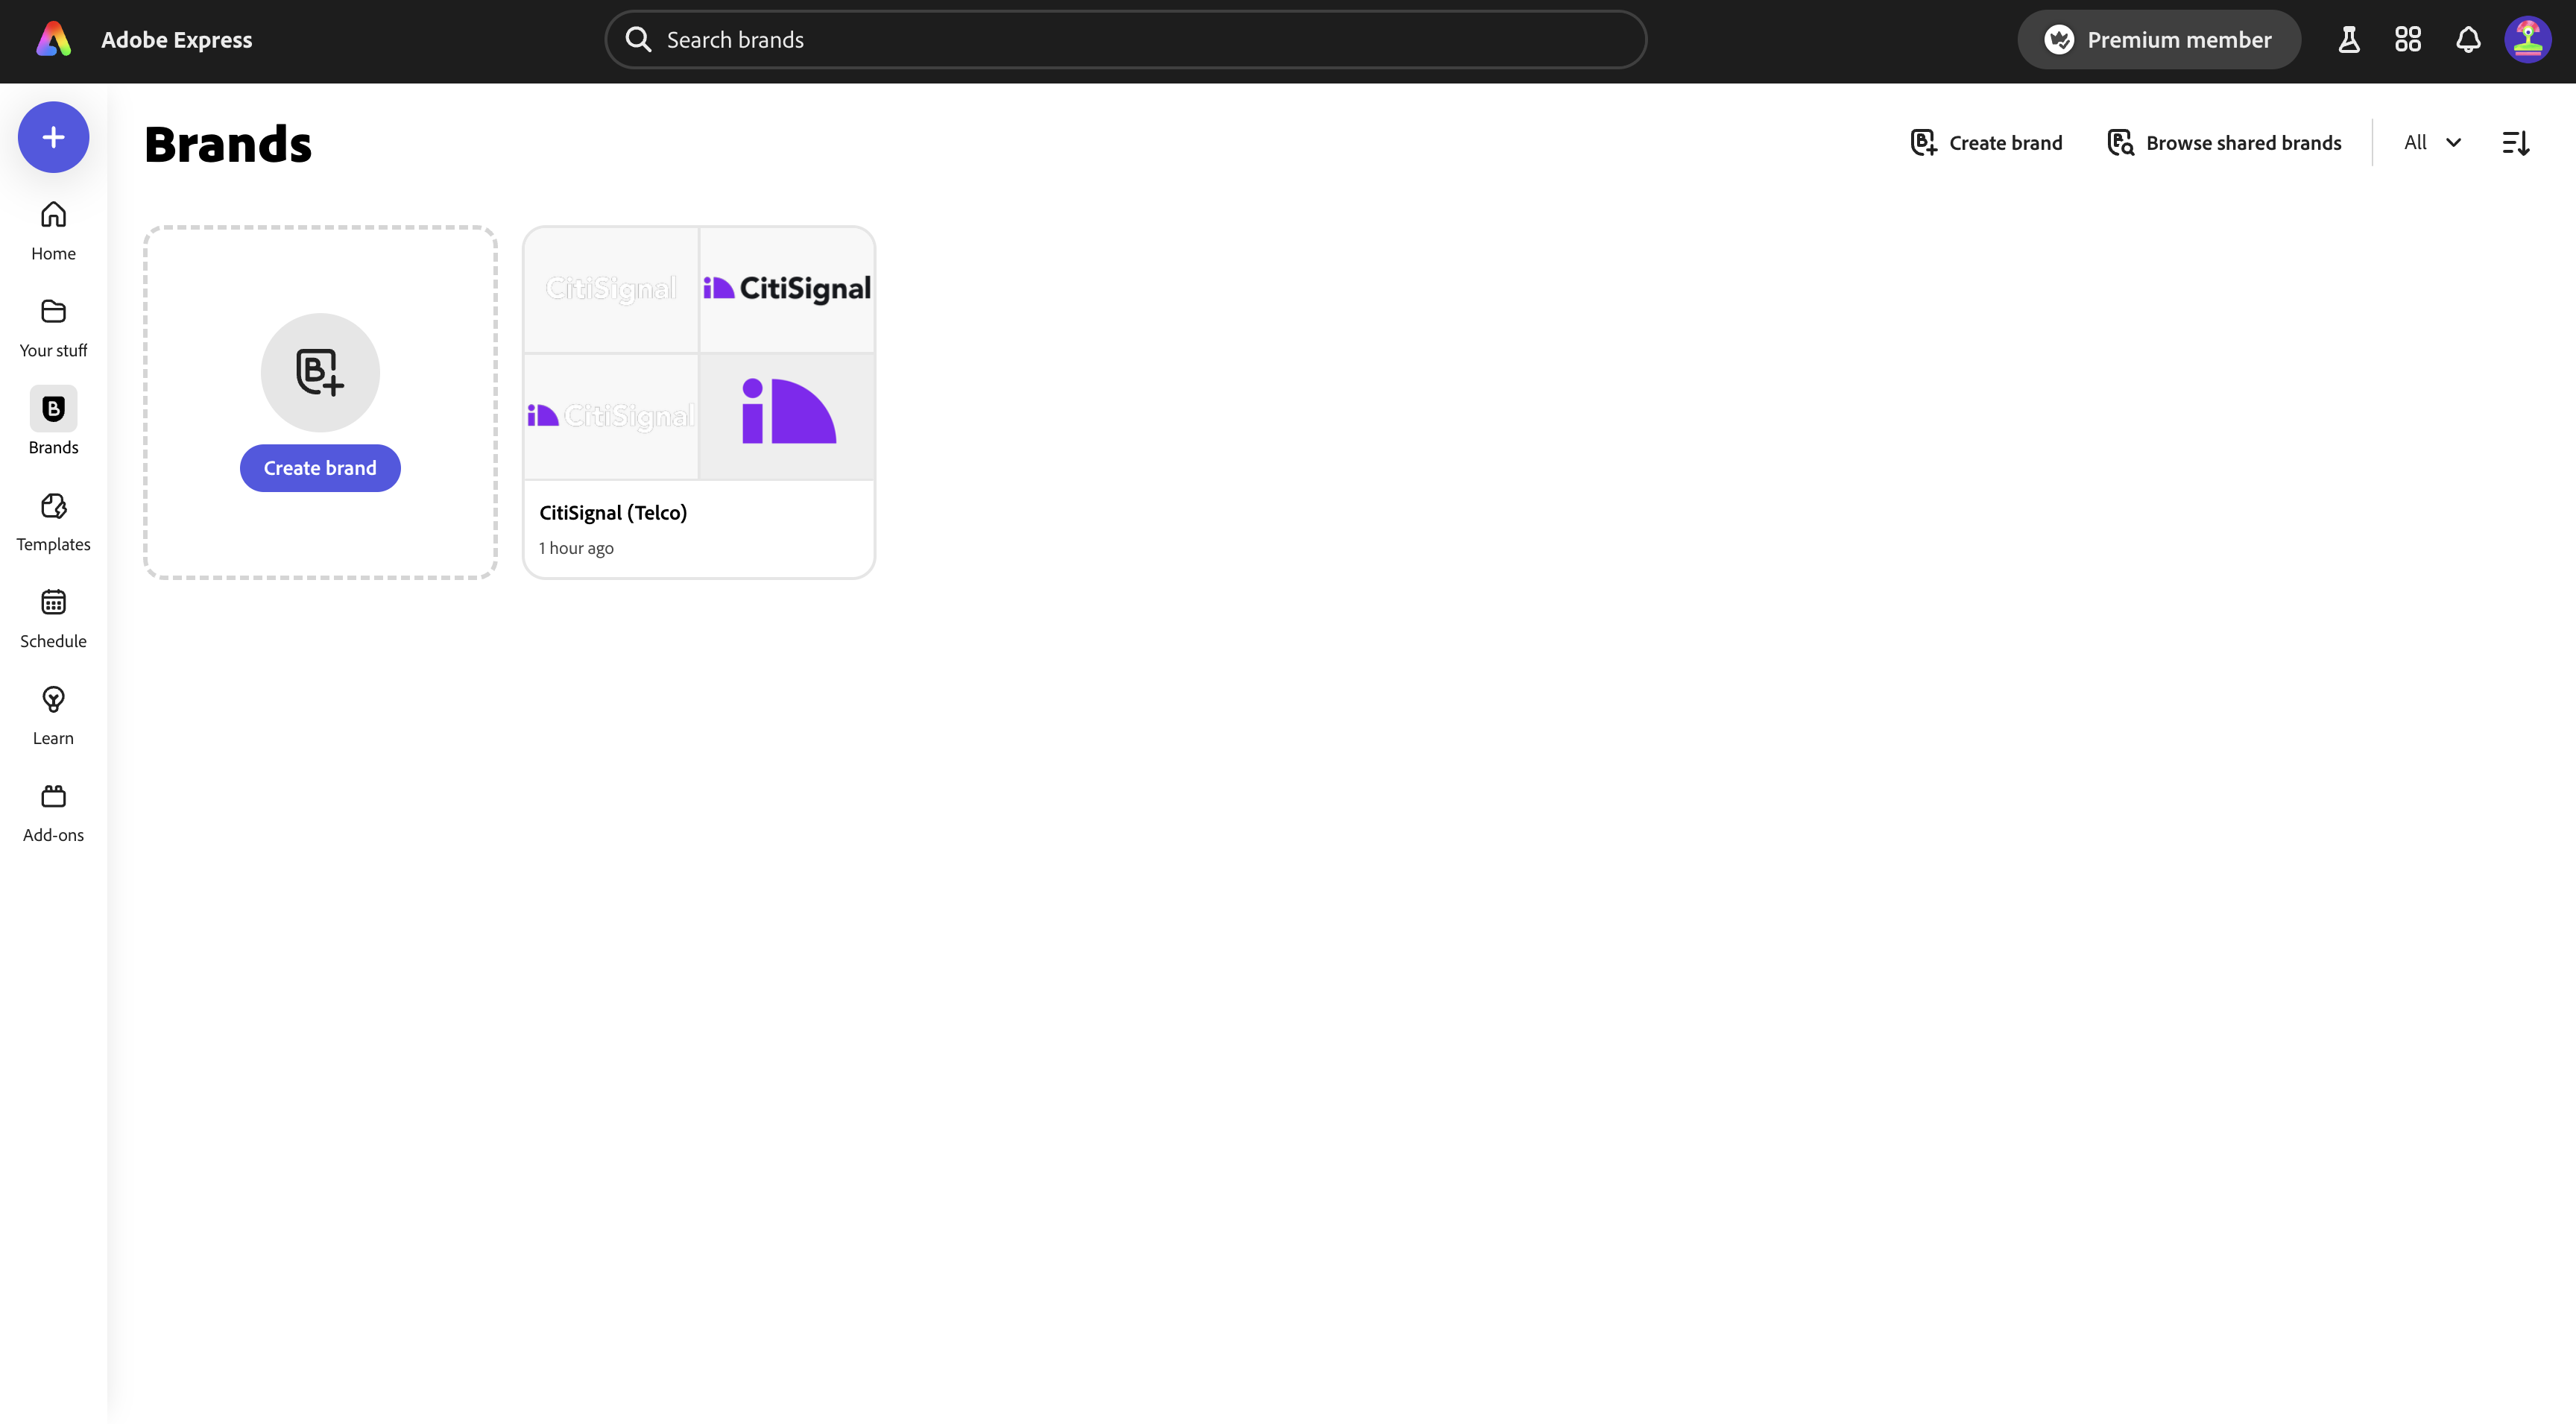 Adobe Express
Search brands
Premium member
Brands
Create brand
Browse shared brands
All
Home
Your stuff
Brands
Templates
Schedule
Learn
Add-ons
Create brand
CitiSignal
CitiSignal
CitiSignal
CitiSignal (Telco)
1 hour ago